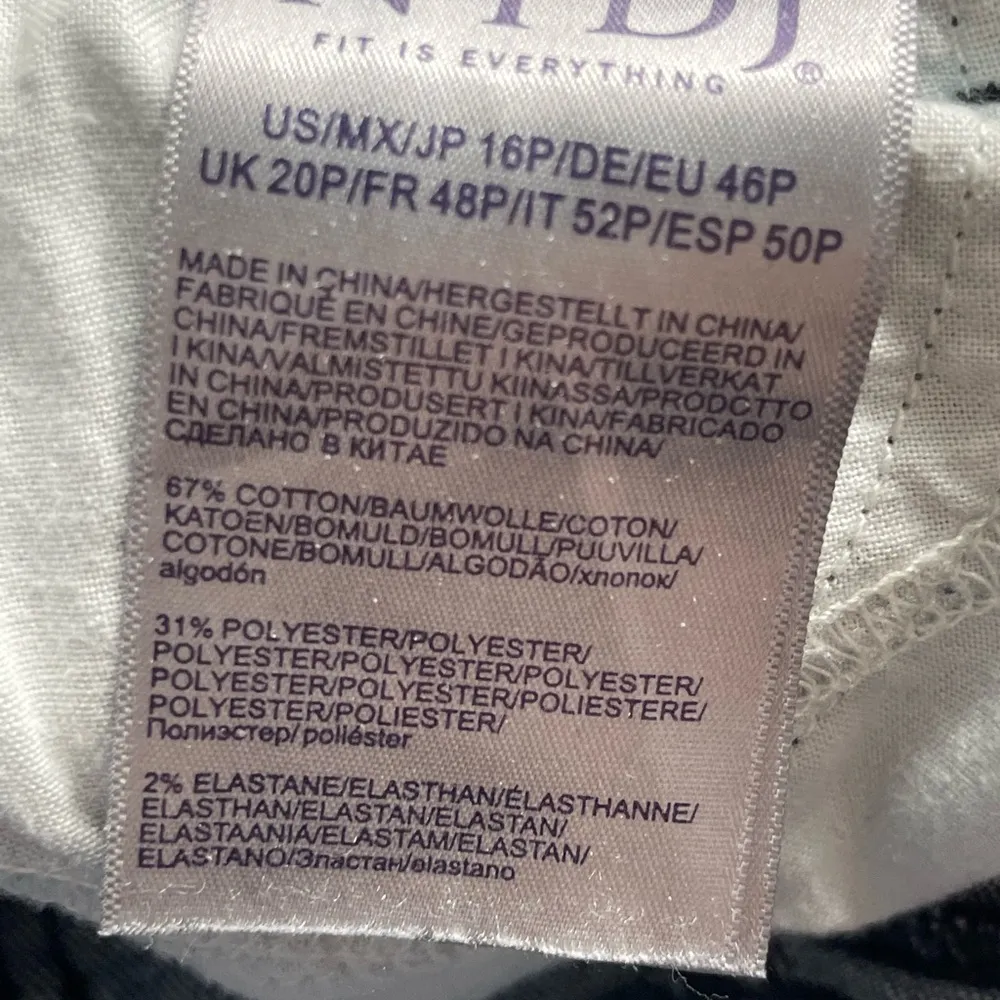 NYDJ®
FIT IS EVERYTHING
US/MX/JP 16P/DE/EU 46P
UK 20P/FR 48P/IT 52P/ESP 50P
MADE IN CHINA/HERGESTELLT IN CHINA/
FABRIQUÉ EN CHINE/GEPRODUCEERD IN
CHINA/FREMSTILLET I KINA/TILLVERKAT
I KINA/VALMISTETTU KIINASSA/PRODOTTO
IN CHINA/PRODUSERT I KINA/FABRICADO
EN CHINA/PRODUZIDO NA CHINA/
СДЕЛАНО В КИТАЕ
67% COTTON/BAUMWOLLE/COTON/
KATOEN/BOMULD/BOMULL/PUUVILLA/
COTONE/BOMULL/ALGODÃO/хлопок/
algodón
31% POLYESTER/POLYESTER/
POLYESTER/POLYESTER/POLYESTER/
POLYESTER/POLYESTER/POLIESTERE/
POLYESTER/POLIESTER/
Полиэстер/ poliéster
2% ELASTANE/ELASTHAN/ÉLASTHANNE/
ELASTHAN/ELASTAN/ELASTAN/
ELASTAANIA/ELASTAM/ELASTAN/
ELASTANO/Эластан/elastano